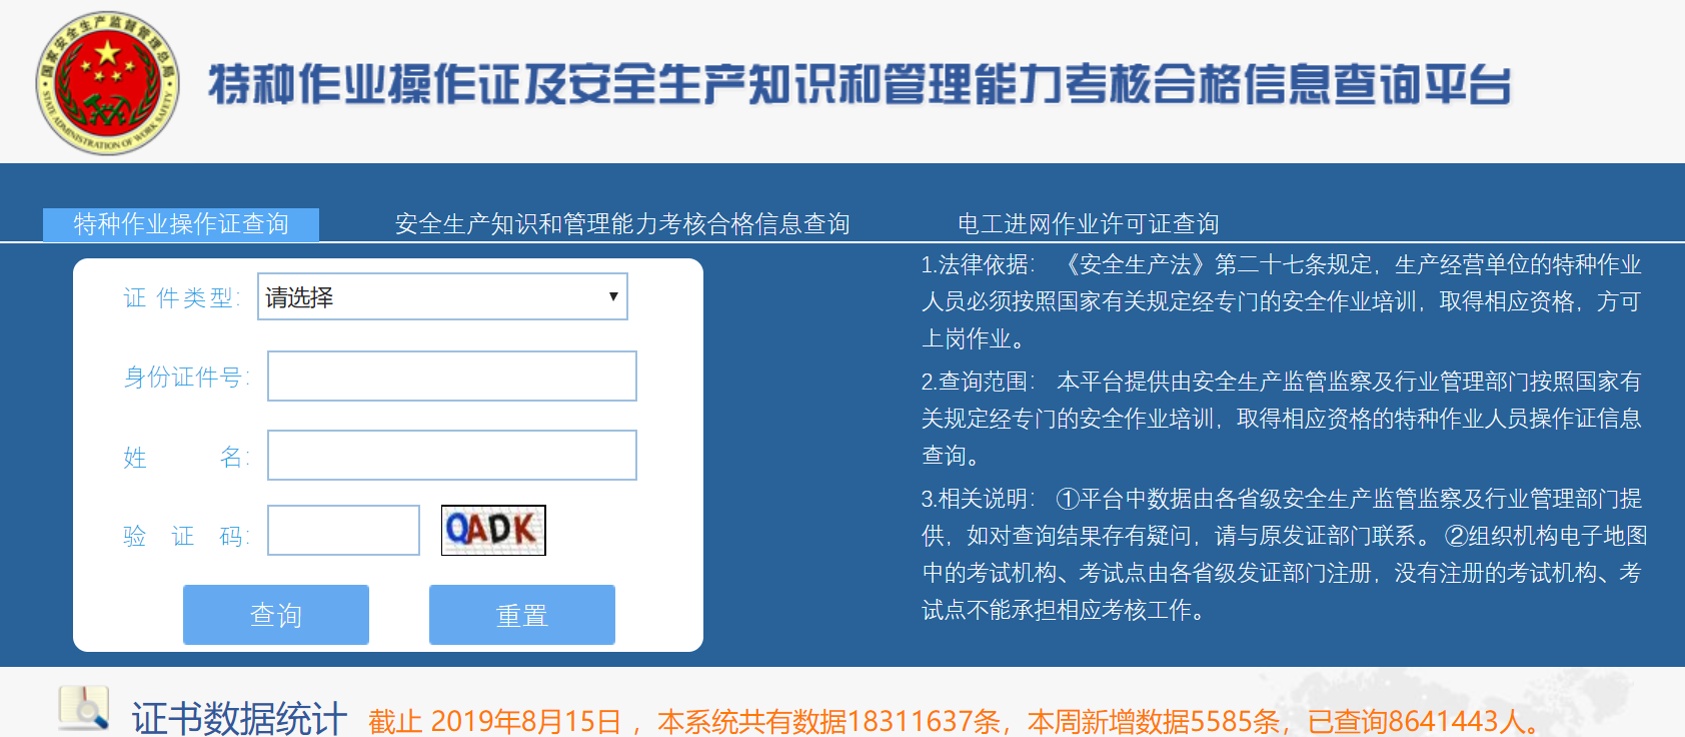 国家安全生产监督管理总局
STATE ADMINISTRATION OF WORK SAFETY
特种作业操作证及安全生产知识和管理能力考核合格信息查询平台
特种作业操作证查询 安全生产知识和管理能力考核合格信息查询 电工进网作业许可证查询
证件类型: 请选择
身份证件号:
姓 名:
验 证 码: QADK
查询 重置
1.法律依据: 《安全生产法》第二十七条规定，生产经营单位的特种作业
人员必须按照国家有关规定经专门的安全作业培训，取得相应资格，方可
上岗作业。
2.查询范围: 本平台提供由安全生产监管监察及行业管理部门按照国家有
关规定经专门的安全作业培训，取得相应资格的特种作业人员操作证信息
查询。
3.相关说明: ①平台中数据由各省级安全生产监管监察及行业管理部门提
供，如对查询结果存有疑问，请与原发证部门联系。 ②组织机构电子地图
中的考试机构、考试点由各省级发证部门注册，没有注册的考试机构、考
试点不能承担相应考核工作。
证书数据统计 截止 2019年8月15日 ，本系统共有数据18311637条，本周新增数据5585条，已查询8641443人。